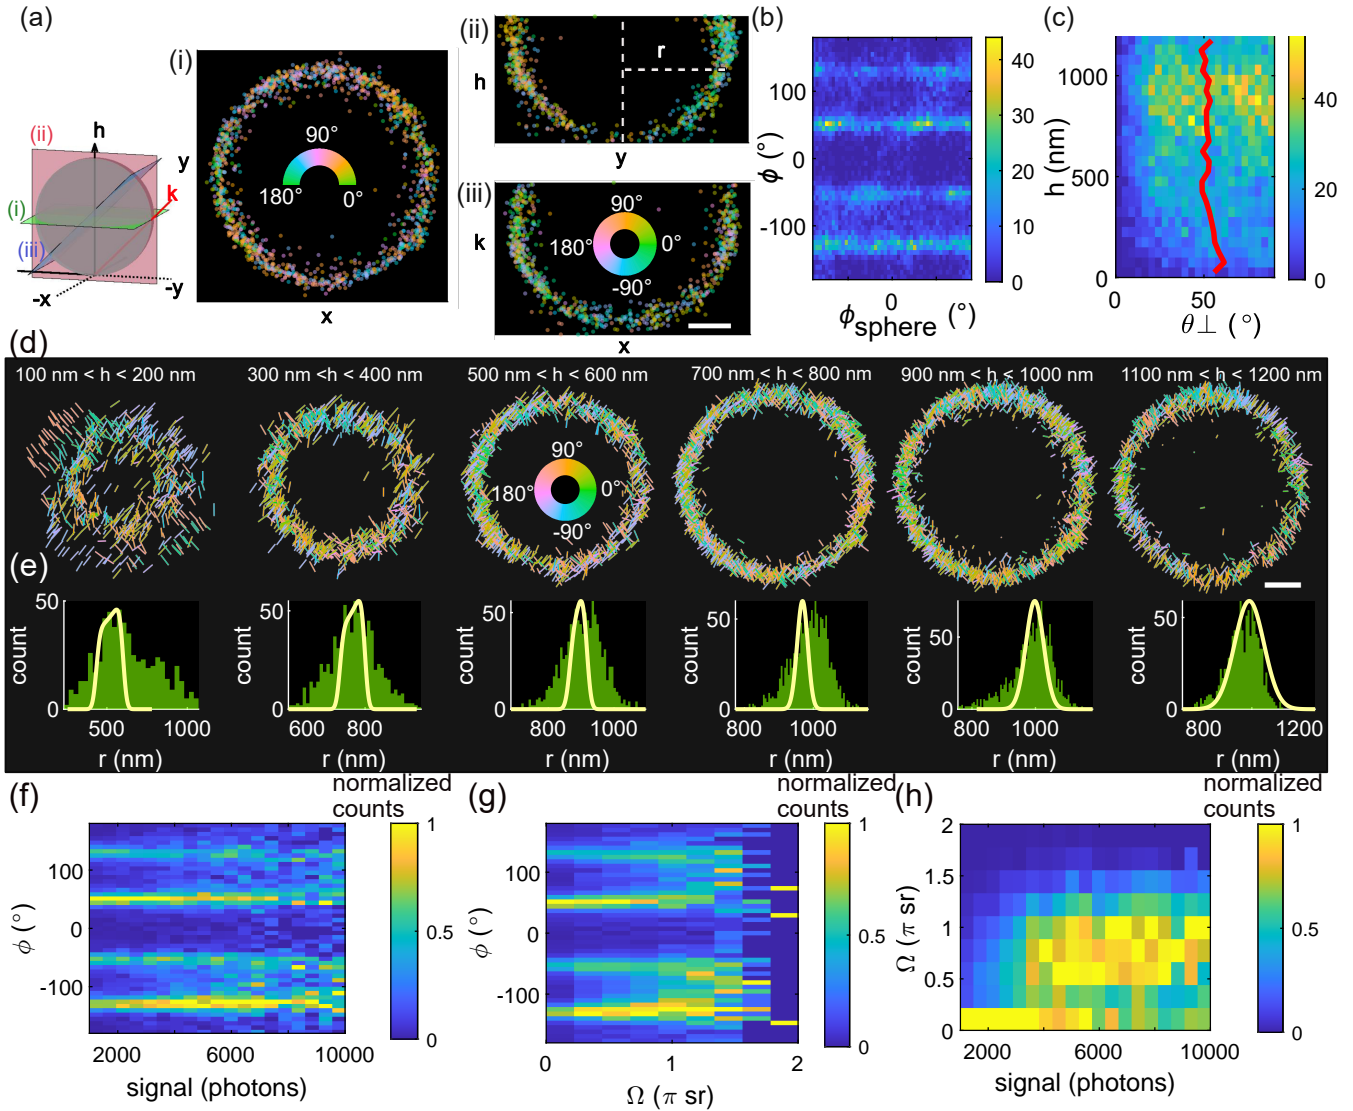 (a)
(ii)
h
y
k
(i)
(iii)
-x
-y
(i)
90°
180°
0°
x
(ii)
h
r
y
(iii)
k
90°
180°
0°
-90°
x
(b)
ϕ (°)
100
0
-100
0
ϕsphere (°)
40
30
20
10
0
(c)
h (nm)
1000
500
0
0
50
θ⊥ (°)
40
20
0
(d)
100 nm < h < 200 nm
300 nm <h < 400 nm
500 nm < h < 600 nm
700 nm < h < 800 nm
900 nm < h < 1000 nm
1100 nm < h < 1200 nm
90°
180°
0°
-90°
(e)
count
50
0
500
1000
r (nm)
count
50
0
600
800
r (nm)
count
50
0
800
1000
r (nm)
count
50
0
800
1000
r (nm)
count
50
0
800
1000
r (nm)
count
50
0
800
1000
1200
r (nm)
(f)
normalized
counts
ϕ (°)
100
0
-100
2000
6000
10000
signal (photons)
1
0.5
0
(g)
normalized
counts
ϕ (°)
100
0
-100
0
1
2
Ω (π sr)
1
0.5
0
(h)
normalized
counts
Ω (π sr)
2
1.5
1
0.5
0
2000
6000
10000
signal (photons)
1
0.5
0